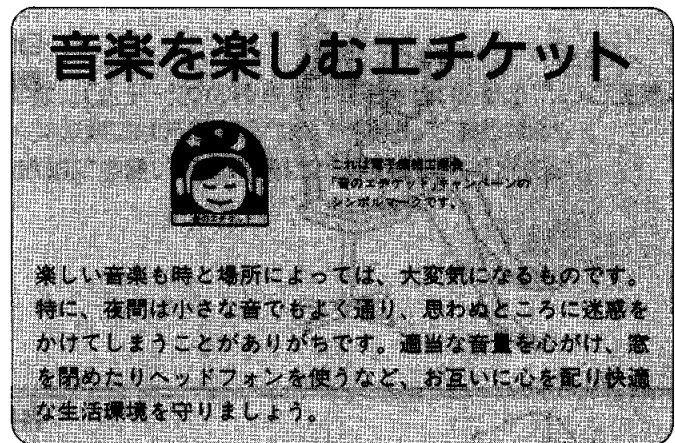 音楽を楽しむエチケット
これは電子機械工業会
「音のエチケット」キャンペーンの
シンボルマークです。
音のエチケット
楽しい音楽も時と場所によっては、大変気になるものです。
特に、夜間は小さな音でもよく通り、思わぬところに迷惑を
かけてしまうことがありがちです。適当な音量を心がけ、窓
を閉めたりヘッドフォンを使うなど、お互いに心を配り快適
な生活環境を守りましょう。